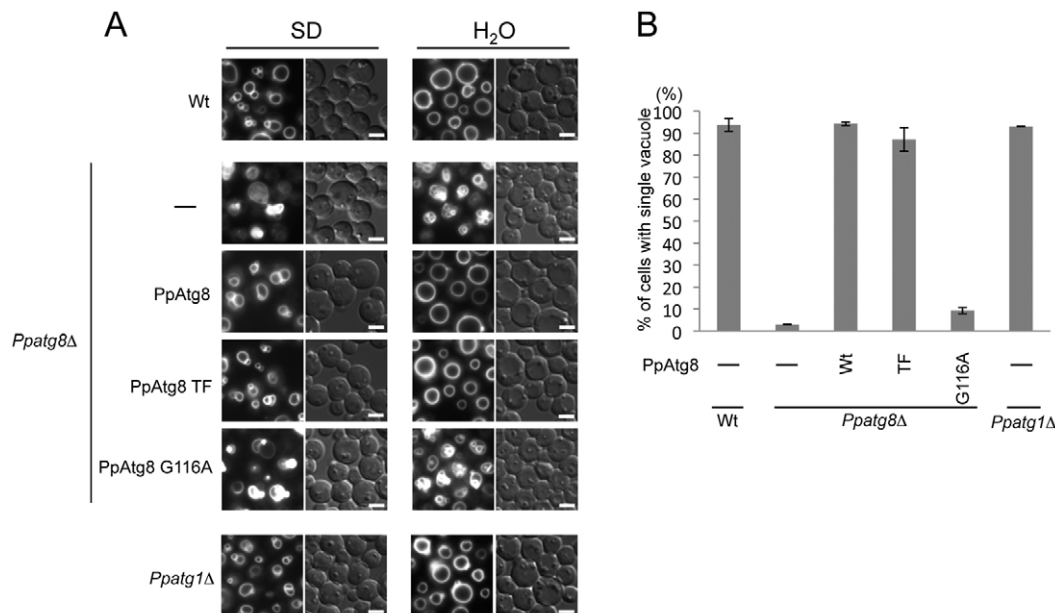 A
SD
H₂O
Wt
—
PpAtg8
PpAtg8 TF
PpAtg8 G116A
Ppatg8Δ
Ppatg1Δ
B
(%)
% of cells with single vacuole
100
90
80
70
60
50
40
30
20
10
0
PpAtg8 — — Wt TF G116A —
Wt Ppatg8Δ Ppatg1Δ